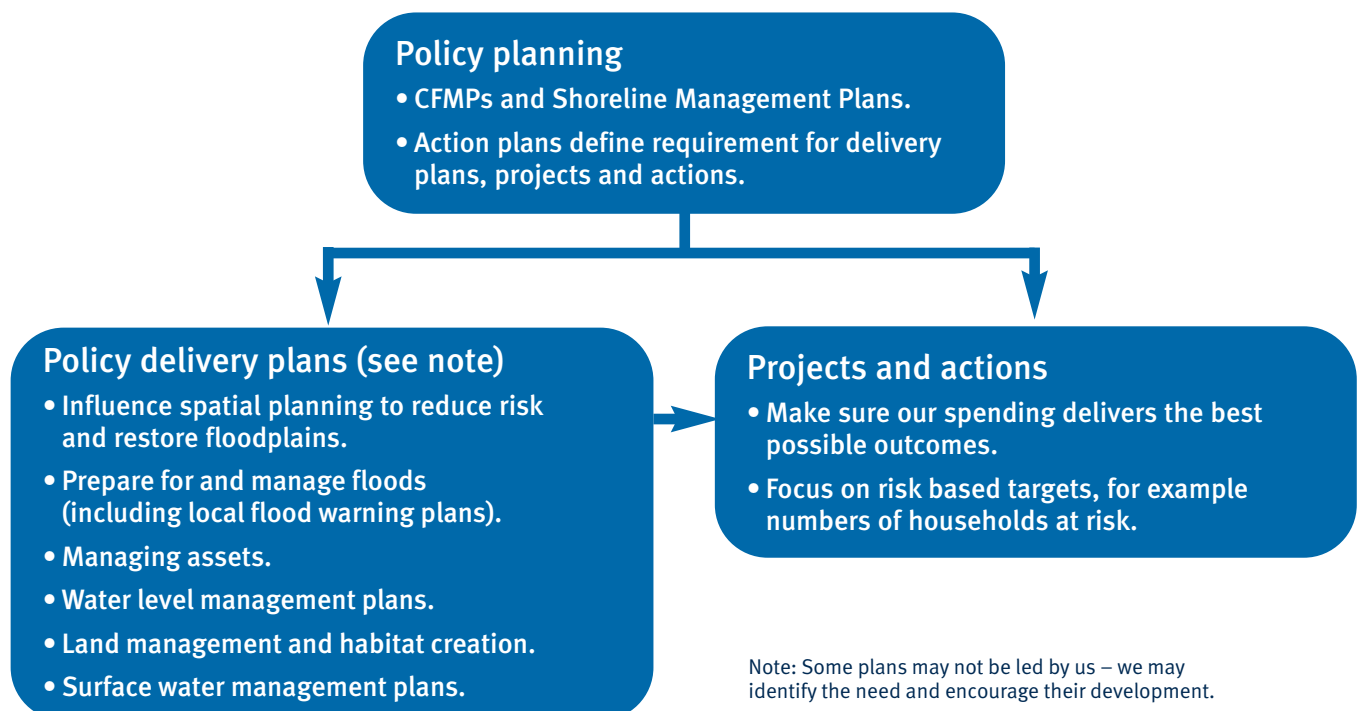 Policy planning
• CFMPs and Shoreline Management Plans.
• Action plans define requirement for delivery
plans, projects and actions.
Policy delivery plans (see note)
• Influence spatial planning to reduce risk
and restore floodplains.
• Prepare for and manage floods
(including local flood warning plans).
• Managing assets.
• Water level management plans.
• Land management and habitat creation.
• Surface water management plans.
Projects and actions
• Make sure our spending delivers the best
possible outcomes.
• Focus on risk based targets, for example
numbers of households at risk.
Note: Some plans may not be led by us – we may
identify the need and encourage their development.